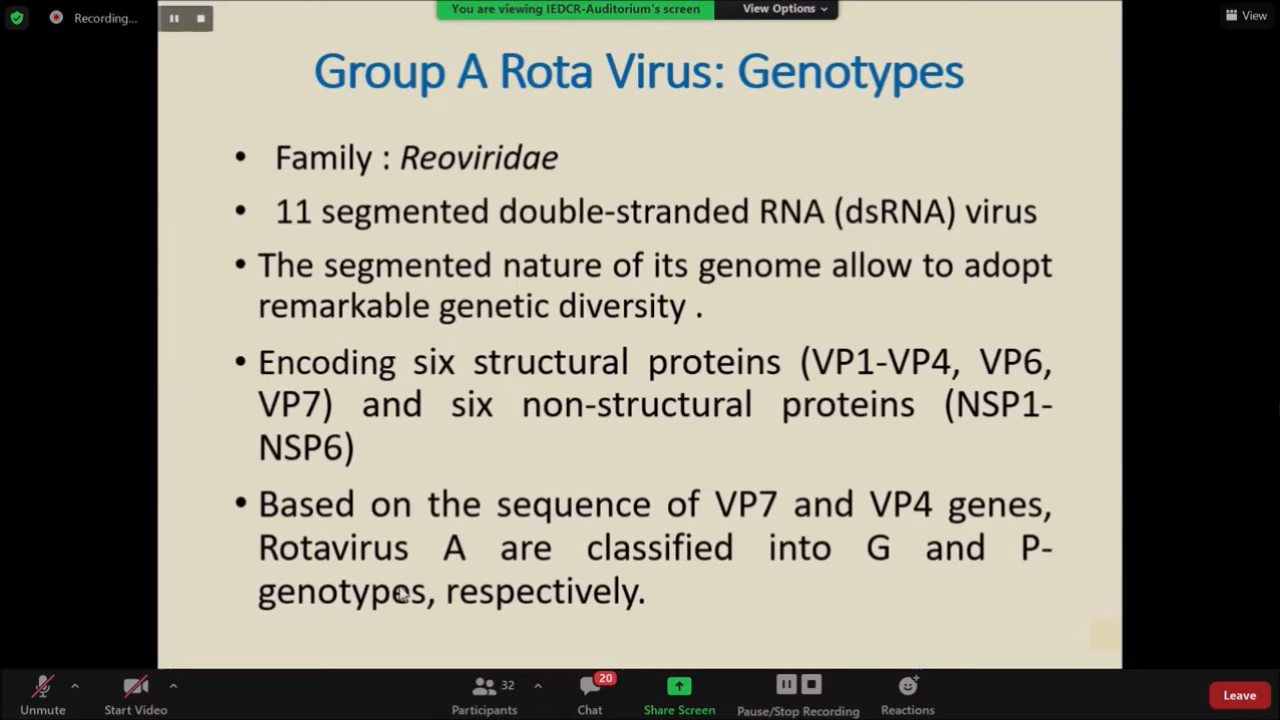 Recording...
You are viewing IEDCR-Auditorium's screen
View Options
View
Group A Rota Virus: Genotypes
• Family : Reoviridae
• 11 segmented double-stranded RNA (dsRNA) virus
• The segmented nature of its genome allow to adopt
remarkable genetic diversity .
• Encoding six structural proteins (VP1-VP4, VP6,
VP7) and six non-structural proteins (NSP1-
NSP6)
• Based on the sequence of VP7 and VP4 genes,
Rotavirus A are classified into G and P-
genotypes, respectively.
Unmute
Start Video
32
Participants
20
Chat
Share Screen
Pause/Stop Recording
Reactions
Leave